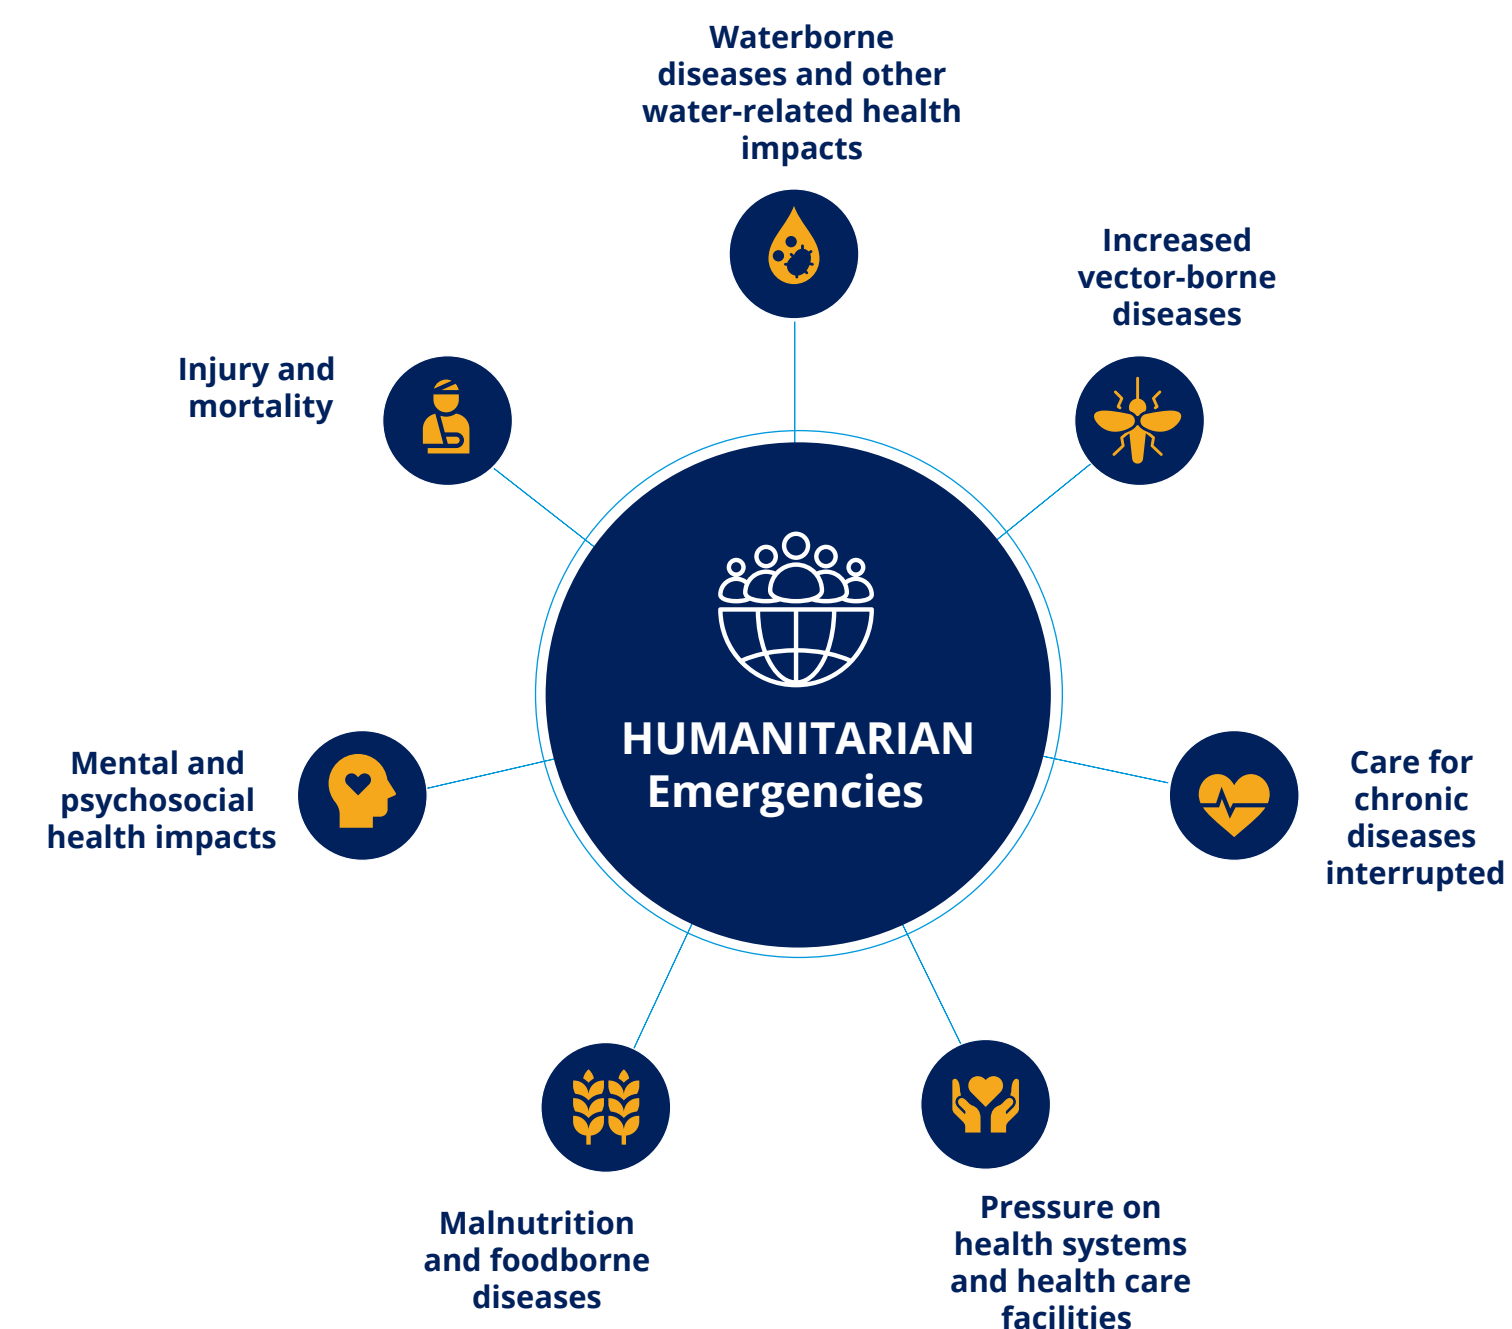 Waterborne
diseases and other
water-related health
impacts
Increased
vector-borne
diseases
Injury and
mortality
HUMANITARIAN
Emergencies
Mental and
psychosocial
health impacts
Care for
chronic
diseases
interrupted
Malnutrition
and foodborne
diseases
Pressure on
health systems
and health care
facilities